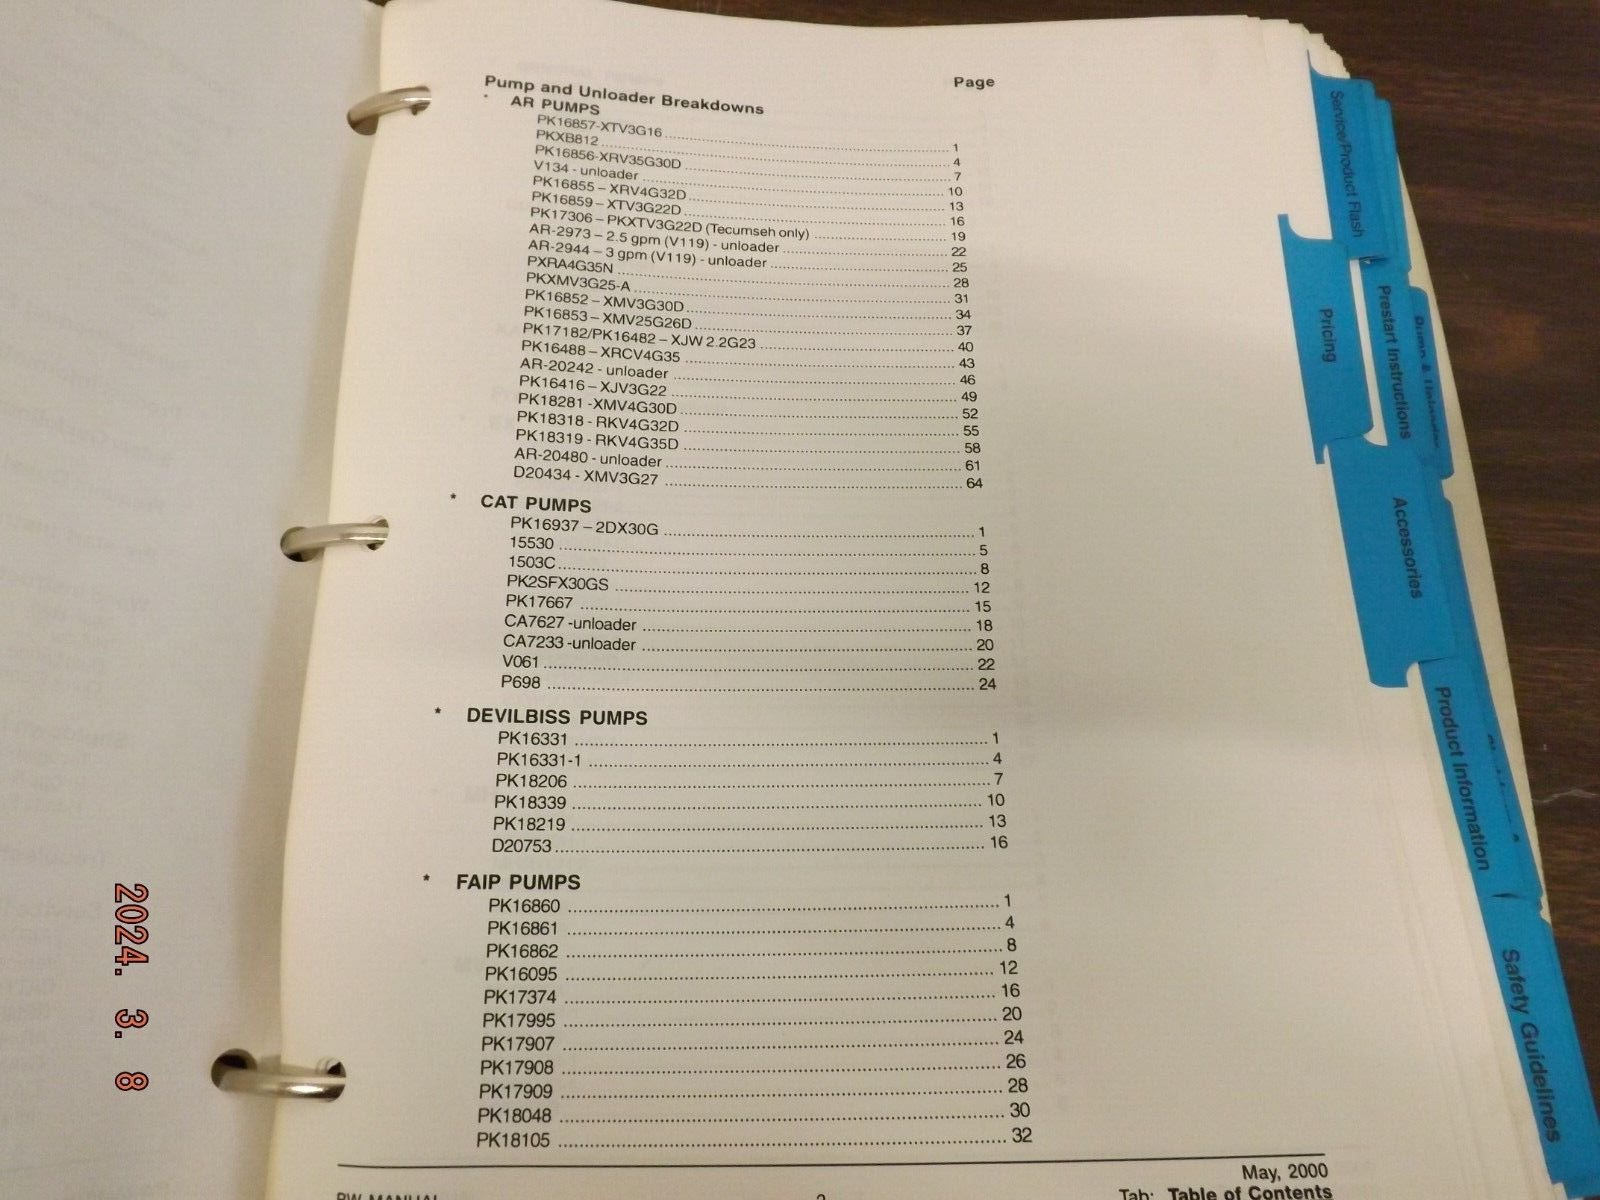 Page
Pump and Unloader Breakdowns
* AR PUMPS
PK16857-XTV3G16 ........ 1
PKXB812 ........ 4
PK16856-XRV35G30D ........ 7
V134 - unloader ........ 10
PK16855 – XRV4G32D ........ 13
PK16859 – XTV3G22D ........ 16
PK17306 – PKXTV3G22D (Tecumseh only) ........ 19
AR-2973 – 2.5 gpm (V119) - unloader ........ 22
AR-2944 – 3 gpm (V119) - unloader ........ 25
PXRA4G35N ........ 28
PKXMV3G25-A ........ 31
PK16852 – XMV3G30D ........ 34
PK16853 – XMV25G26D ........ 37
PK17182/PK16482 – XJW 2.2G23 ........ 40
PK16488 – XRCV4G35 ........ 43
AR-20242 - unloader ........ 46
PK16416 – XJV3G22 ........ 49
PK18281 -XMV4G30D ........ 52
PK18318 - RKV4G32D ........ 55
PK18319 - RKV4G35D ........ 58
AR-20480 - unloader ........ 61
D20434 - XMV3G27 ........ 64
* CAT PUMPS
PK16937 – 2DX30G ........ 1
15530 ........ 5
1503C ........ 8
PK2SFX30GS ........ 12
PK17667 ........ 15
CA7627 -unloader ........ 18
CA7233 -unloader ........ 20
V061 ........ 22
P698 ........ 24
* DEVILBISS PUMPS
PK16331 ........ 1
PK16331-1 ........ 4
PK18206 ........ 7
PK18339 ........ 10
PK18219 ........ 13
D20753 ........ 16
* FAIP PUMPS
PK16860 ........ 1
PK16861 ........ 4
PK16862 ........ 8
PK16095 ........ 12
PK17374 ........ 16
PK17995 ........ 20
PK17907 ........ 24
PK17908 ........ 26
PK17909 ........ 28
PK18048 ........ 30
PK18105 ........ 32
May, 2000
PW MANUAL
Tab: Table of Contents
Service/Product Flash
Pricing
Prestart Instructions
Pump & Unloader
Accessories
Product Information
Safety Guidelines
2024. 3. 8